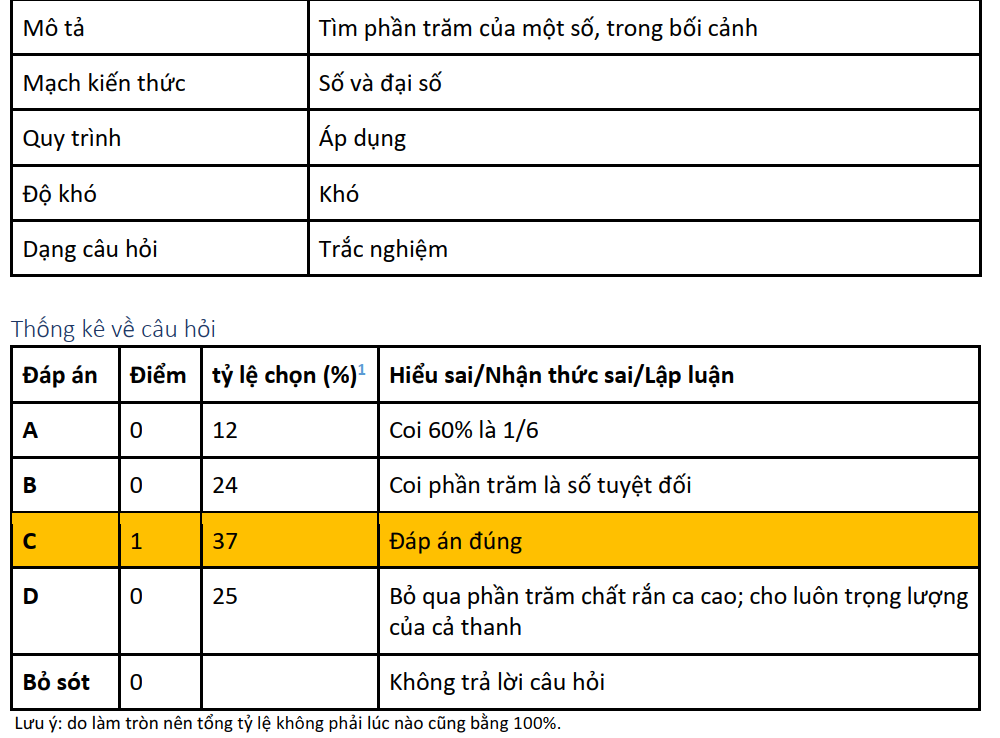 Mô tả Tìm phần trăm của một số, trong bối cảnh
Mạch kiến thức Số và đại số
Quy trình Áp dụng
Độ khó Khó
Dạng câu hỏi Trắc nghiệm
Thống kê về câu hỏi
Đáp án Điểm tỷ lệ chọn (%)1 Hiểu sai/Nhận thức sai/Lập luận
A 0 12 Coi 60% là 1/6
B 0 24 Coi phần trăm là số tuyệt đối
C 1 37 Đáp án đúng
D 0 25 Bỏ qua phần trăm chất rắn ca cao; cho luôn trọng lượng
của cả thanh
Bỏ sót 0 Không trả lời câu hỏi
Lưu ý: do làm tròn nên tổng tỷ lệ không phải lúc nào cũng bằng 100%.